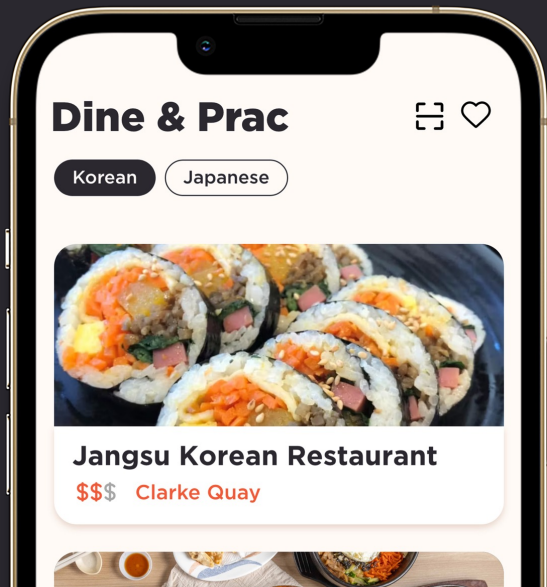 Dine & Prac
Korean Japanese
Jangsu Korean Restaurant
$$$ Clarke Quay